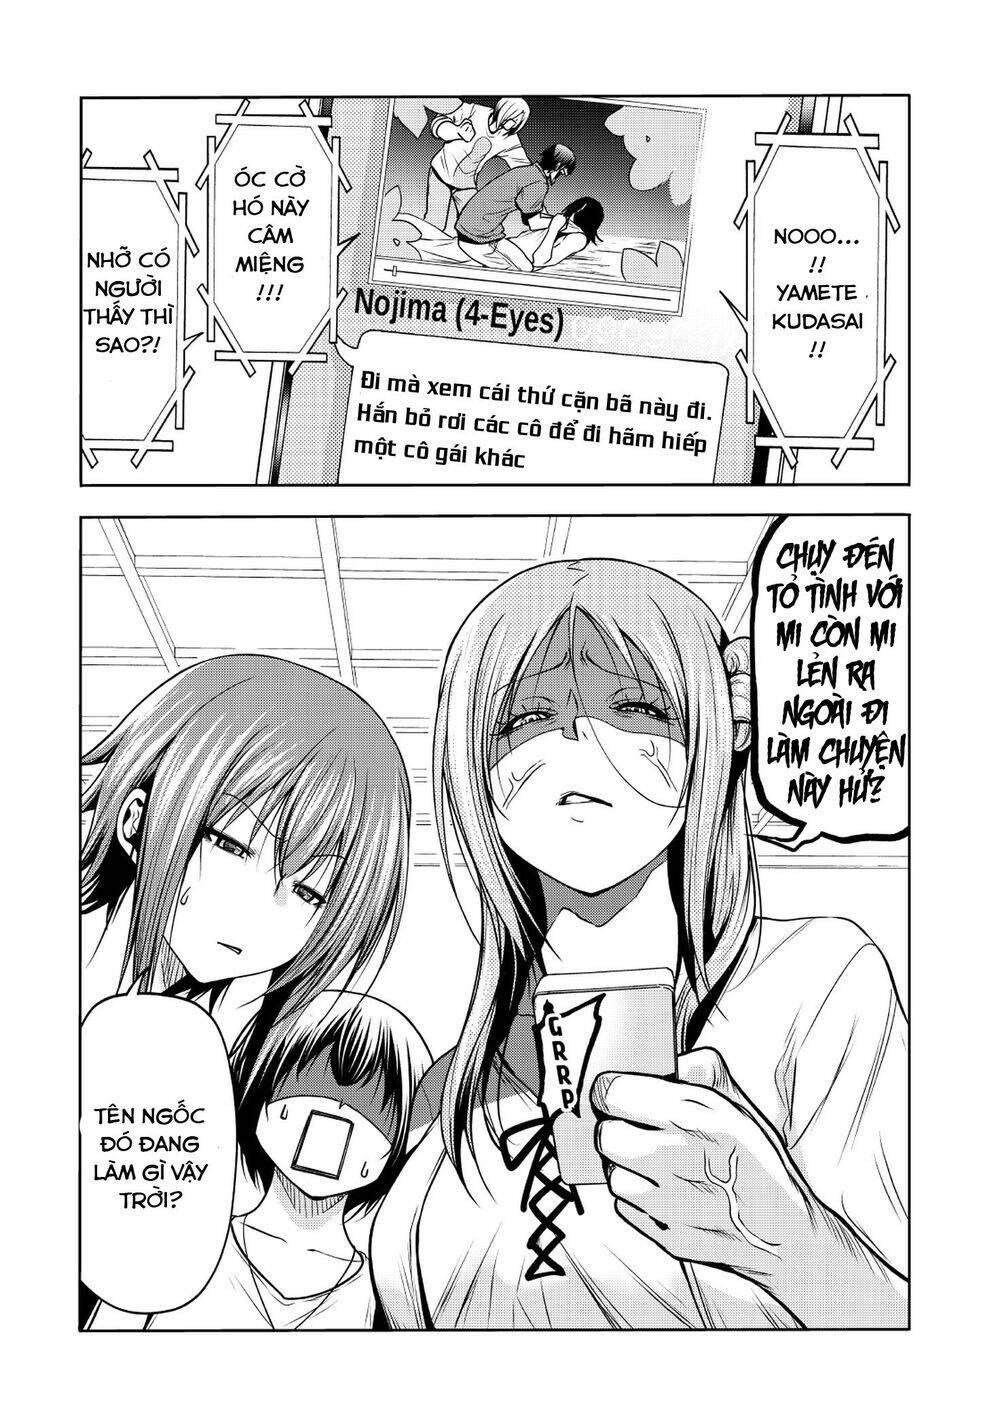 NOOO...
!!
YAMETE
KUDASAI
!!
Nojima (4-Eyes)
Đi mà xem cái thứ cặn bã này đi.
Hắn bỏ rơi các cô để đi hãm hiếp
một cô gái khác
ÓC CỜ
HÓ NÀY
CÂM
MIỆNG
!!!
NHỠ CÓ
NGƯỜI
THẤY THÌ
SAO?!
CHỤY ĐÉN
TỎ TÌNH VỚI
MI CÒN MI
LẺN RA
NGOÀI ĐI
LÀM CHUYỆN
NÀY HỬ?
GRRP
TÊN NGỐC
ĐÓ ĐANG
LÀM GÌ VẬY
TRỜI?